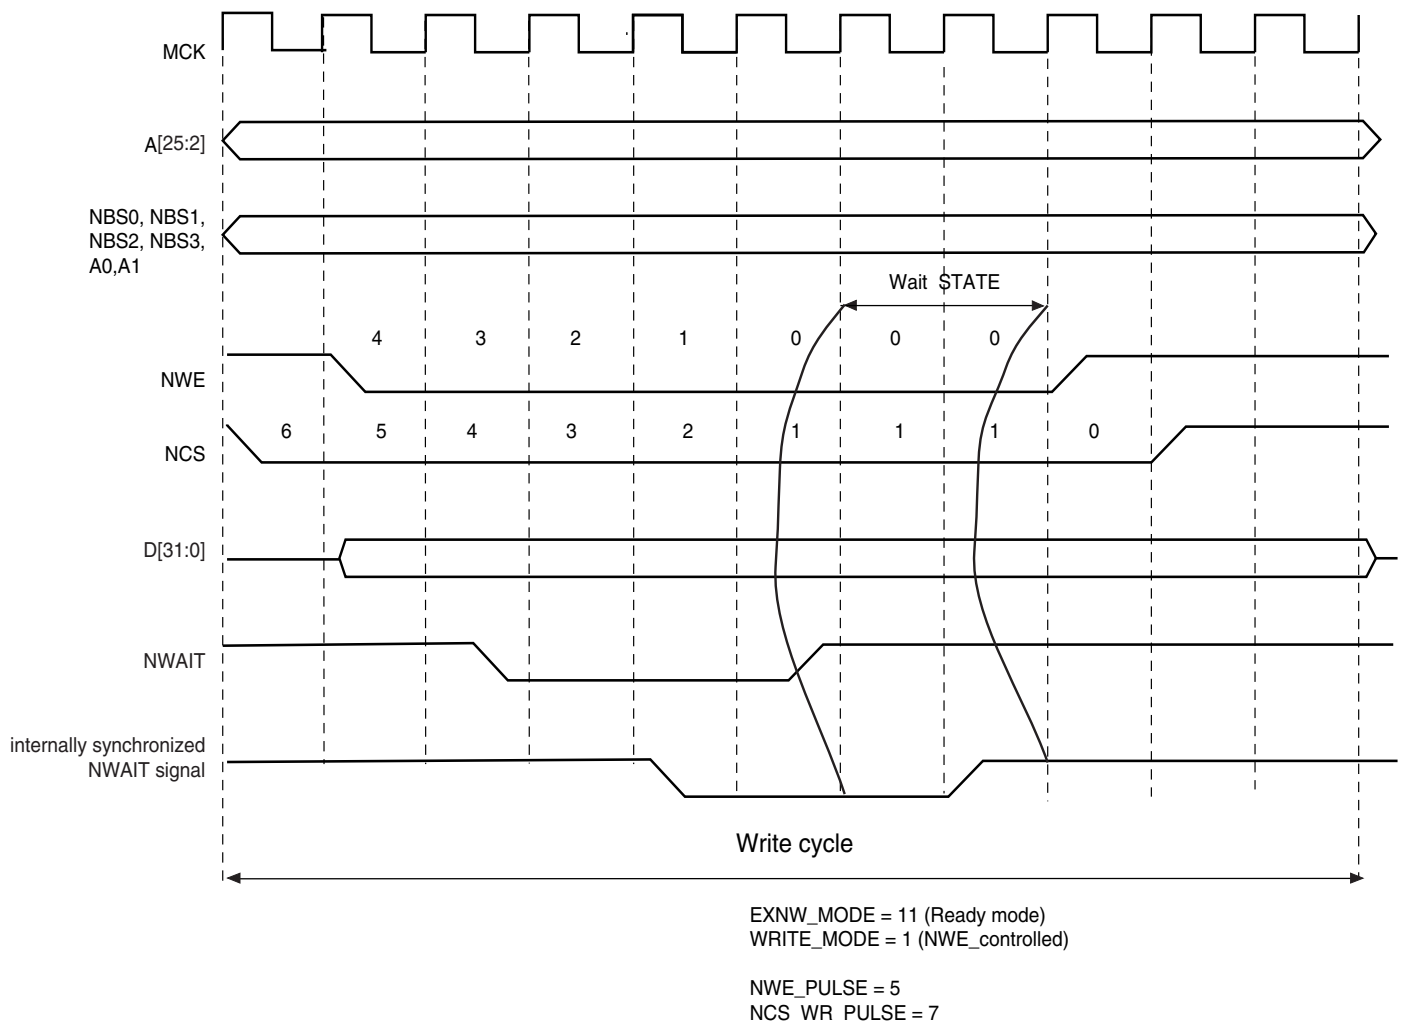 MCK
A[25:2]
NBS0, NBS1,
NBS2, NBS3,
A0,A1
Wait STATE
4 3 2 1 0 0 0
NWE
6 5 4 3 2 1 1 1 0
NCS
D[31:0]
NWAIT
internally synchronized
NWAIT signal
Write cycle
EXNW_MODE = 11 (Ready mode)
WRITE_MODE = 1 (NWE_controlled)
NWE_PULSE = 5
NCS_WR_PULSE = 7